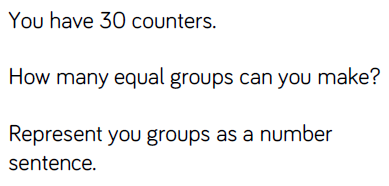 You have 30 counters.
How many equal groups can you make?
Represent you groups as a number
sentence.